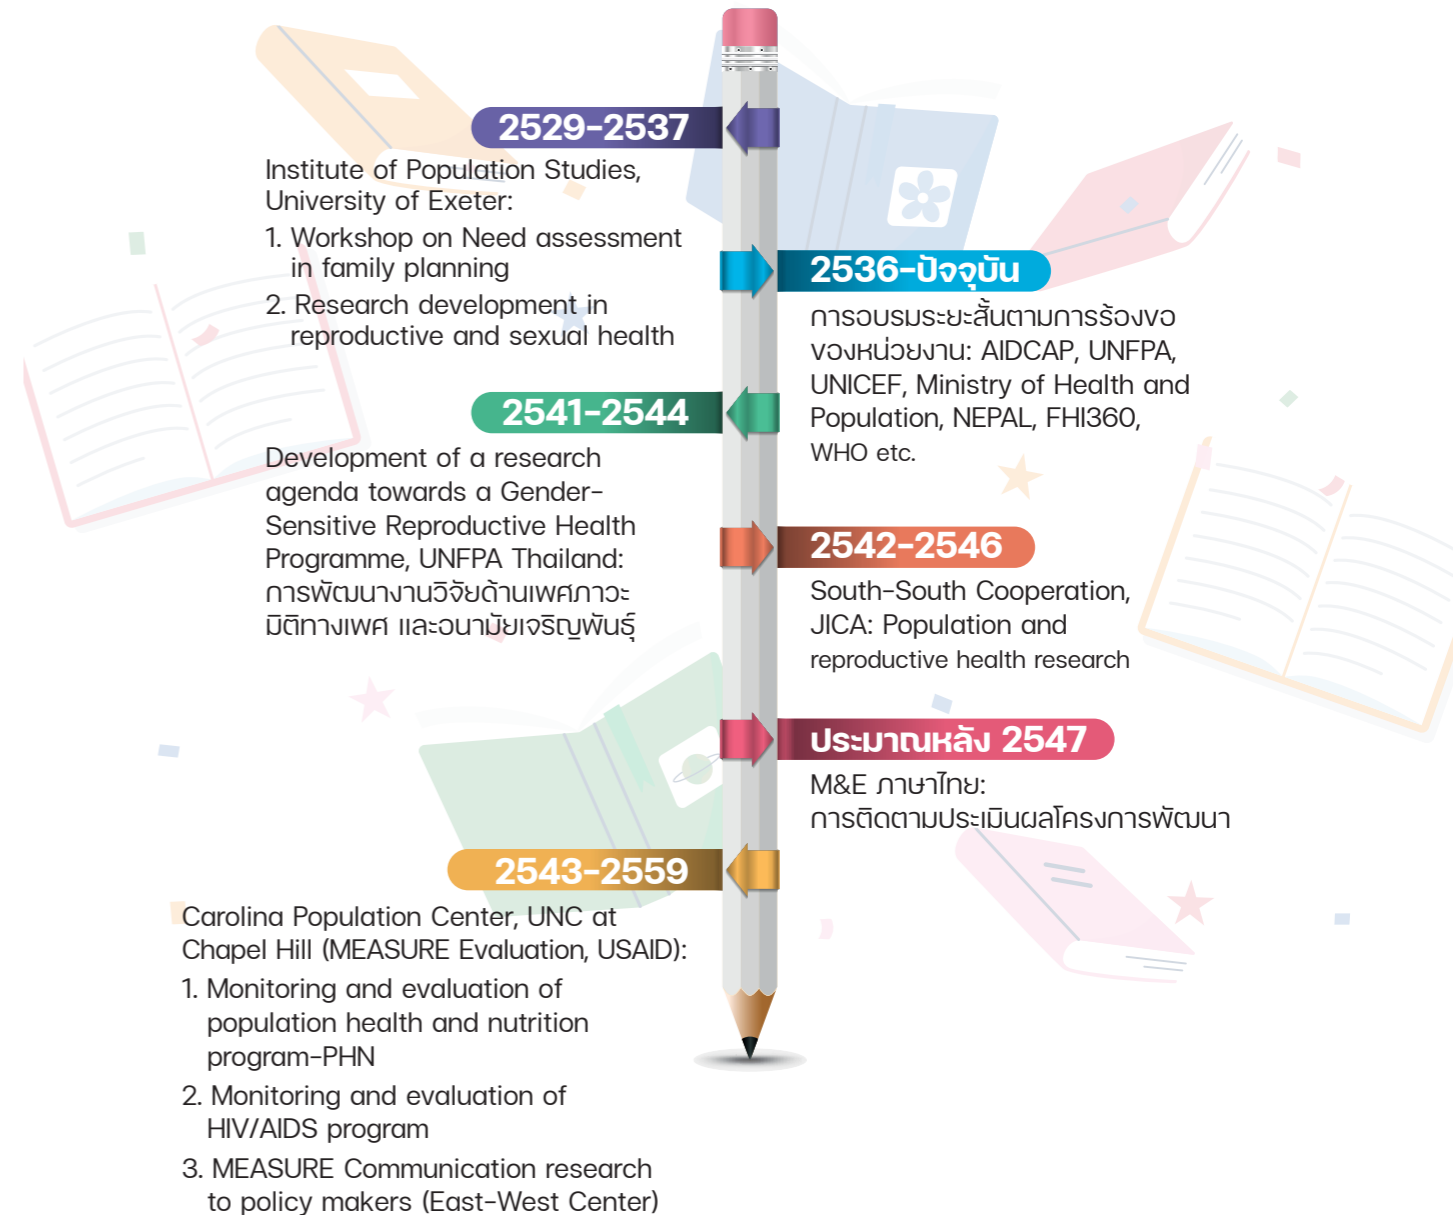 2529-2537
Institute of Population Studies,
University of Exeter:
1. Workshop on Need assessment
in family planning
2. Research development in
reproductive and sexual health
2536-ปัจจุบัน
การอบรมระยะสั้นตามการร้องขอ
ของหน่วยงาน: AIDCAP, UNFPA,
UNICEF, Ministry of Health and
Population, NEPAL, FHI360,
WHO etc.
2541-2544
Development of a research
agenda towards a Gender-
Sensitive Reproductive Health
Programme, UNFPA Thailand:
การพัฒนางานวิจัยด้านเพศภาวะ
มิติทางเพศ และอนามัยเจริญพันธุ์
2542-2546
South-South Cooperation,
JICA: Population and
reproductive health research
ประมาณหลัง 2547
M&E ภาษาไทย:
การติดตามประเมินผลโครงการพัฒนา
2543-2559
Carolina Population Center, UNC at
Chapel Hill (MEASURE Evaluation, USAID):
1. Monitoring and evaluation of
population health and nutrition
program-PHN
2. Monitoring and evaluation of
HIV/AIDS program
3. MEASURE Communication research
to policy makers (East-West Center)